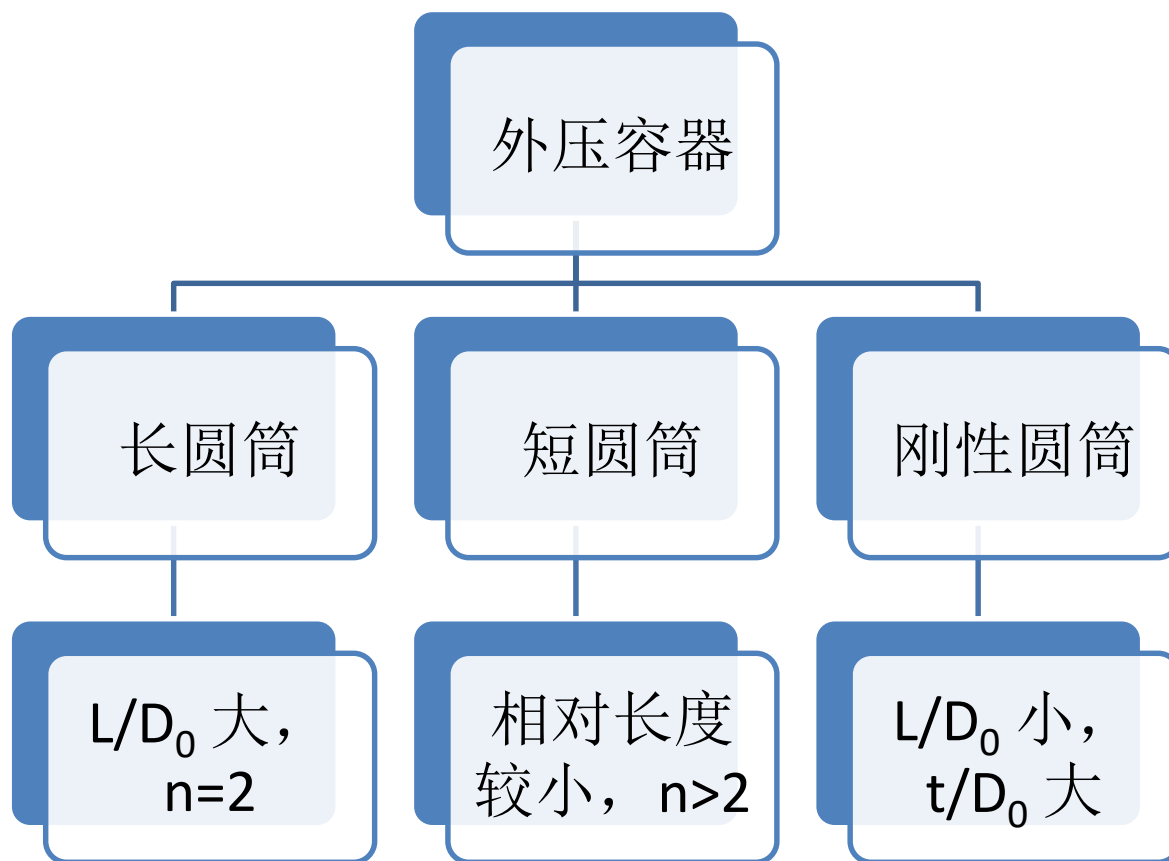 外压容器
长圆筒
短圆筒
刚性圆筒
L/D₀ 大，
n=2
相对长度
较小，n>2
L/D₀ 小，
t/D₀ 大